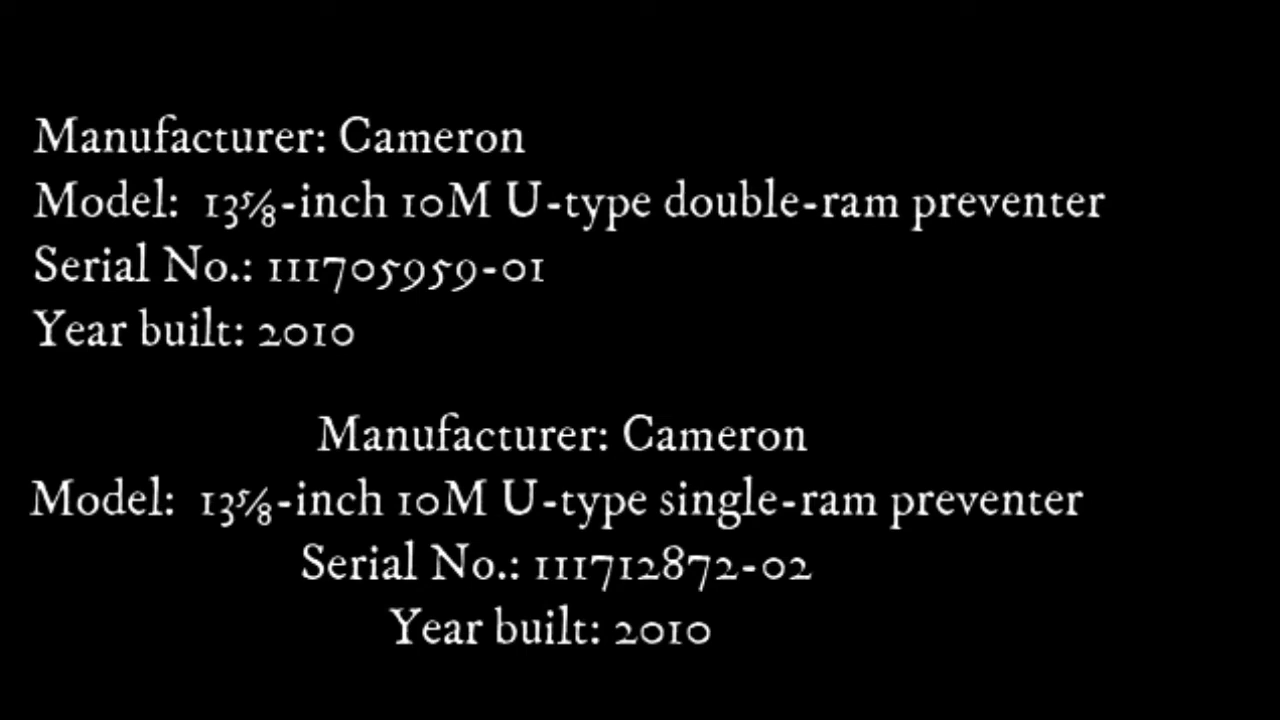 Manufacturer: Cameron
Model: 13⅝-inch 10M U-type double-ram preventer
Serial No.: 111705959-01
Year built: 2010
Manufacturer: Cameron
Model: 13⅝-inch 10M U-type single-ram preventer
Serial No.: 111712872-02
Year built: 2010